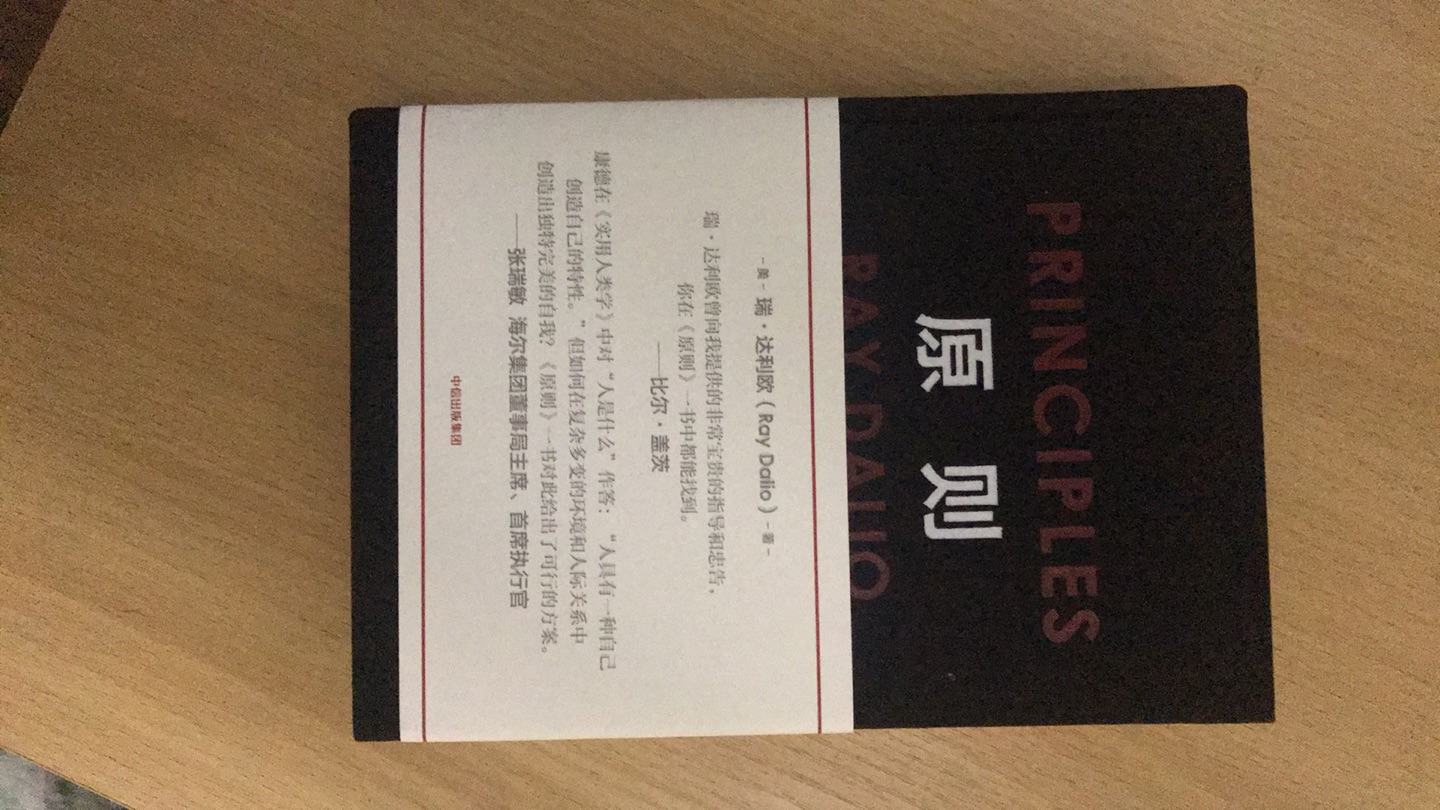 PRINCIPLES
原则
RAY DALIO
－美－ 瑞·达利欧（Ray Dalio）－著－
瑞·达利欧曾向我提供的非常宝贵的指导和忠告，
你在《原则》一书中都能找到。
——比尔·盖茨
康德在《实用人类学》中对“人是什么”作答：“人具有一种自己
创造自己的特性。”但如何在复杂多变的环境和人际关系中
创造出独特完美的自我？《原则》一书对此给出了可行的方案。
——张瑞敏 海尔集团董事局主席、首席执行官
中信出版集团